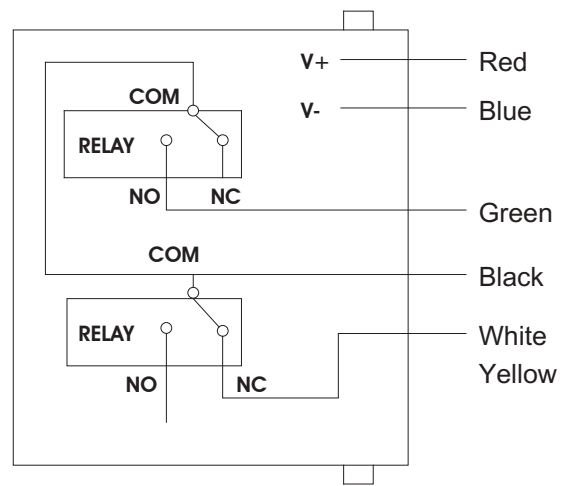 V+ Red
COM
V- Blue
RELAY
NO NC
Green
COM
Black
RELAY
White
NO NC
Yellow